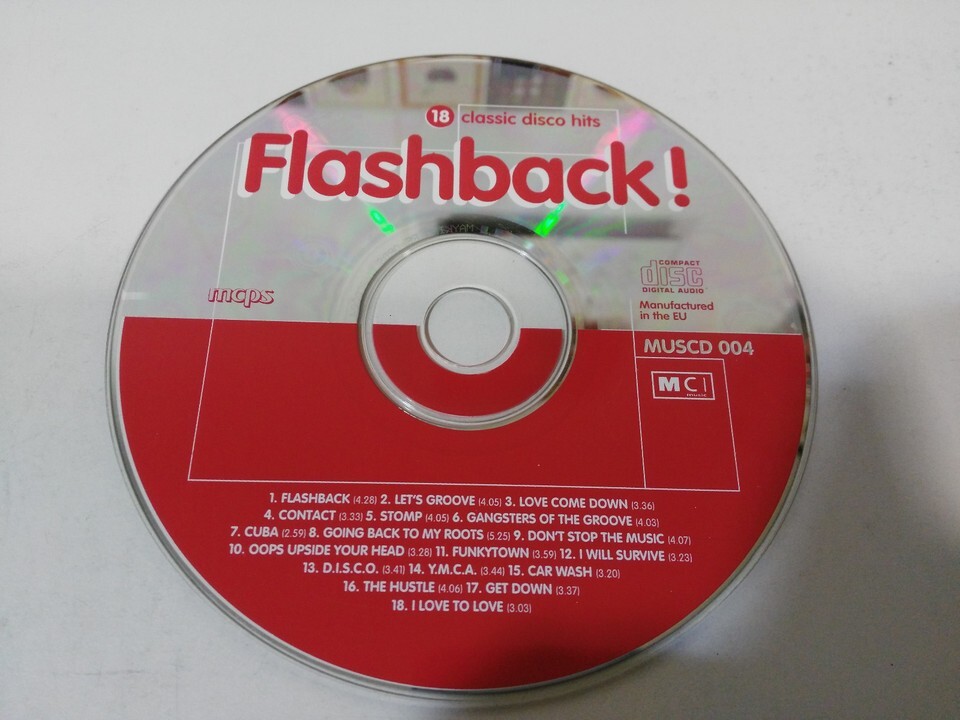 18 classic disco hits
Flashback!
COMPACT
disc
DIGITAL AUDIO
mcps
Manufactured
in the EU
MUSCD 004
MCI
1. FLASHBACK (4.28) 2. LET'S GROOVE (4.05) 3. LOVE COME DOWN (3.36)
4. CONTACT (3.33) 5. STOMP (4.05) 6. GANGSTERS OF THE GROOVE (4.03)
7. CUBA (2.59) 8. GOING BACK TO MY ROOTS (5.25) 9. DON'T STOP THE MUSIC (4.07)
10. OOPS UPSIDE YOUR HEAD (3.28) 11. FUNKYTOWN (3.59) 12. I WILL SURVIVE (3.23)
13. D.I.S.C.O. (3.41) 14. Y.M.C.A. (3.44) 15. CAR WASH (3.20)
16. THE HUSTLE (4.06) 17. GET DOWN (3.37)
18. I LOVE TO LOVE (3.03)